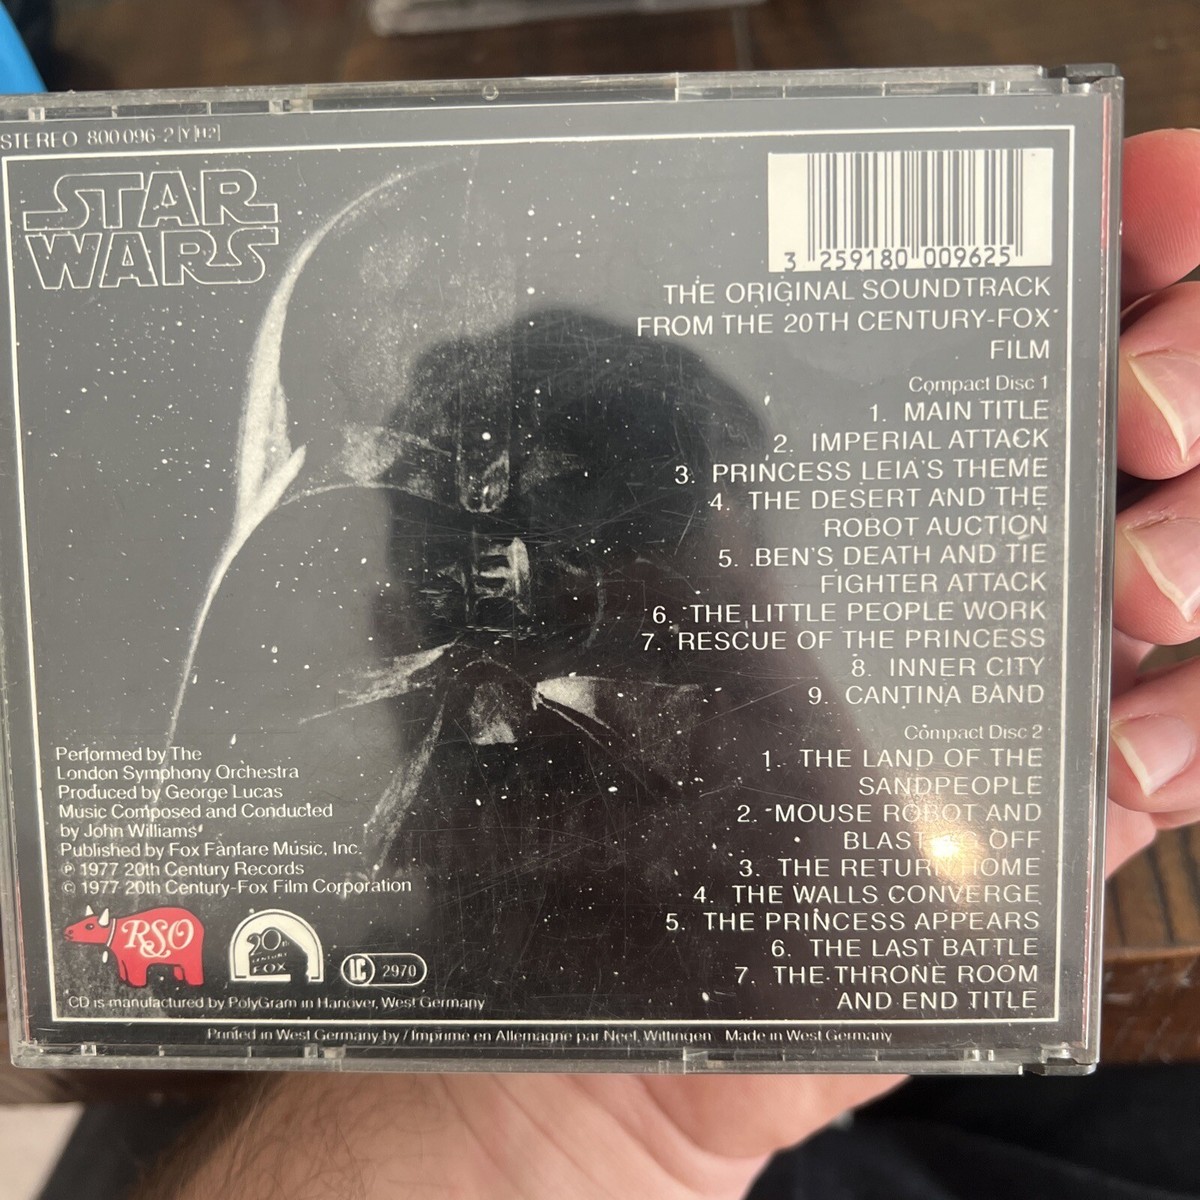 STEREO 800 096-2
STAR
WARS
3 259180 009625
THE ORIGINAL SOUNDTRACK
FROM THE 20TH CENTURY-FOX
FILM
Compact Disc 1
1. MAIN TITLE
2. IMPERIAL ATTACK
3. PRINCESS LEIA'S THEME
4. THE DESERT AND THE
ROBOT AUCTION
5. BEN'S DEATH AND TIE
FIGHTER ATTACK
6. THE LITTLE PEOPLE WORK
7. RESCUE OF THE PRINCESS
8. INNER CITY
9. CANTINA BAND
Compact Disc 2
1. THE LAND OF THE
SANDPEOPLE
2. MOUSE ROBOT AND
BLASTING OFF
3. THE RETURN HOME
4. THE WALLS CONVERGE
5. THE PRINCESS APPEARS
6. THE LAST BATTLE
7. THE THRONE ROOM
AND END TITLE
Performed by The
London Symphony Orchestra
Produced by George Lucas
Music Composed and Conducted
by John Williams
Published by Fox Fanfare Music, Inc.
℗ 1977 20th Century Records
© 1977 20th Century-Fox Film Corporation
RSO
20th
CENTURY
FOX
LC 2970
CD is manufactured by PolyGram in Hanover, West Germany
Printed in West Germany by / Imprimé en Allemagne par Neef, Wittingen Made in West Germany